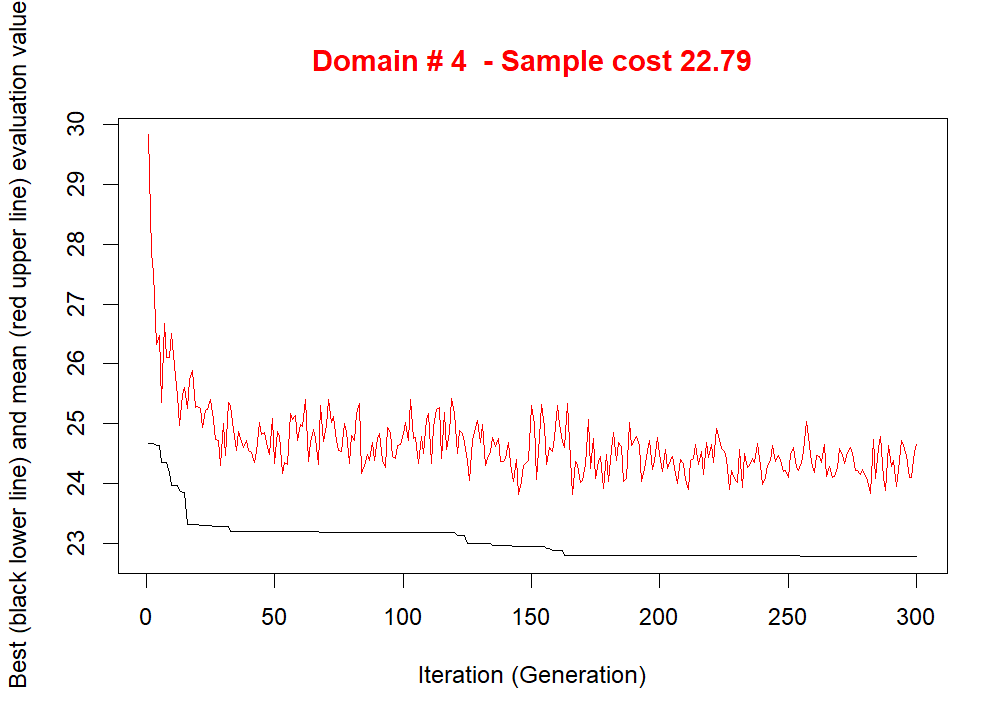 Domain # 4  - Sample cost 22.79
Best (black lower line) and mean (red upper line) evaluation value
30
29
28
27
26
25
24
23
0 50 100 150 200 250 300
Iteration (Generation)